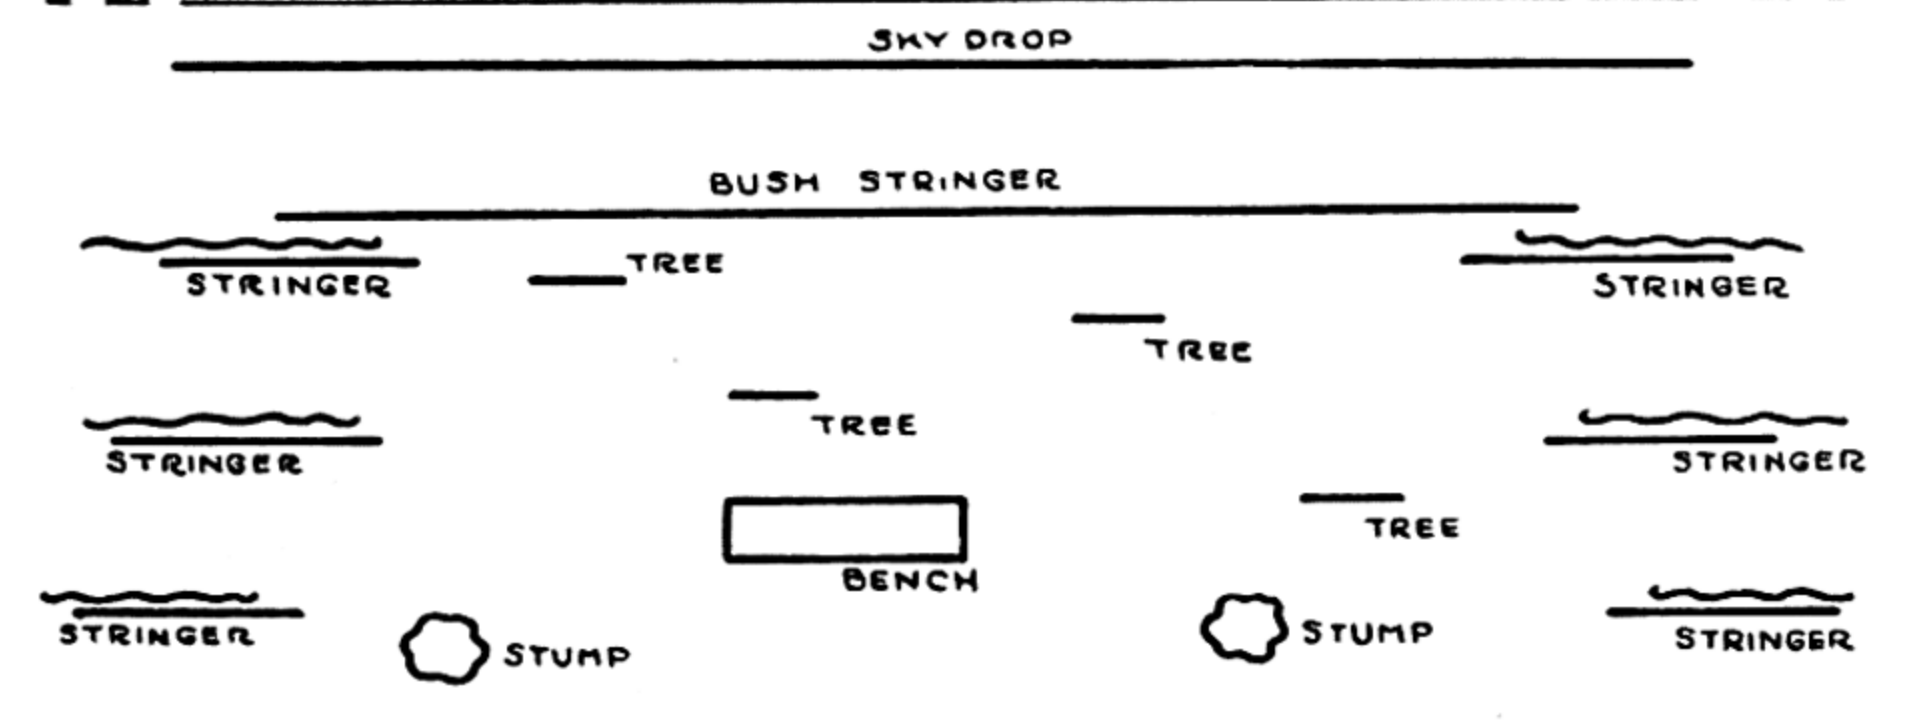 SKY DROP
BUSH STRINGER
TREE
STRINGER
STRINGER
TREE
TREE
STRINGER
STRINGER
TREE
BENCH
STRINGER
STUMP
STUMP
STRINGER